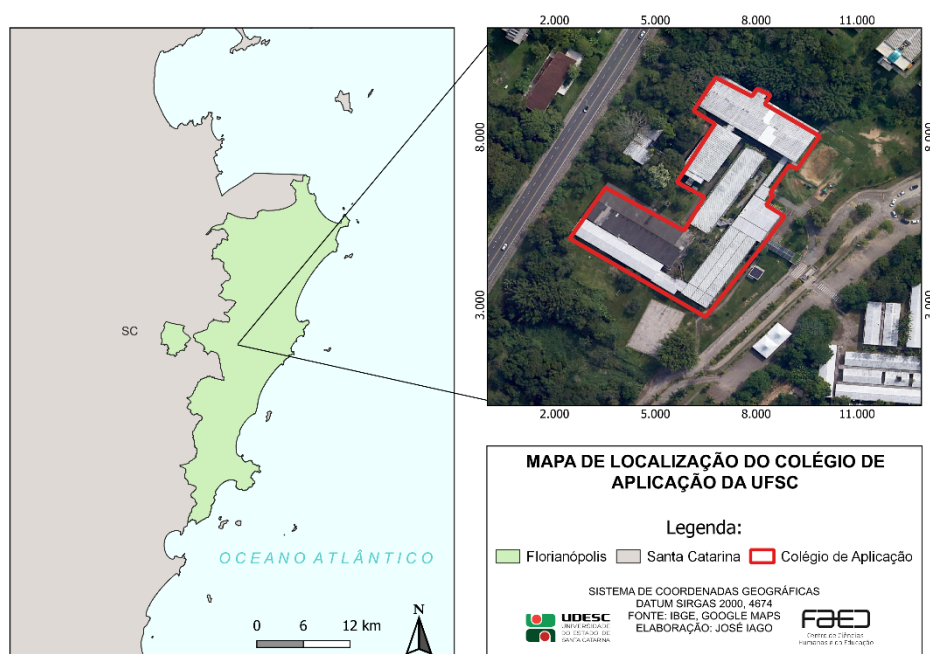 2.000 5.000 8.000 11.000
8.000
8.000
3.000
3.000
2.000 5.000 8.000 11.000
SC
OCEANO ATLÂNTICO
0 6 12 km
N
MAPA DE LOCALIZAÇÃO DO COLÉGIO DE
APLICAÇÃO DA UFSC
Legenda:
Florianópolis Santa Catarina Colégio de Aplicação
SISTEMA DE COORDENADAS GEOGRÁFICAS
DATUM SIRGAS 2000, 4674
FONTE: IBGE, GOOGLE MAPS
ELABORAÇÃO: JOSÉ IAGO
UDESC
UNIVERSIDADE
DO ESTADO DE
SANTA CATARINA
FAED
Centro de Ciências
Humanas e da Educação